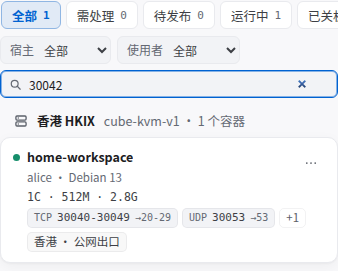 全部 1 需处理 0 待发布 0 运行中 1
宿主 全部 使用者 全部
30042 ×
香港 HKIX cube-kvm-v1 • 1 个容器
home-workspace ...
alice • Debian 13
1C · 512M · 2.8G
TCP 30040-30049 →20-29 UDP 30053 →53 +1
香港 • 公网出口